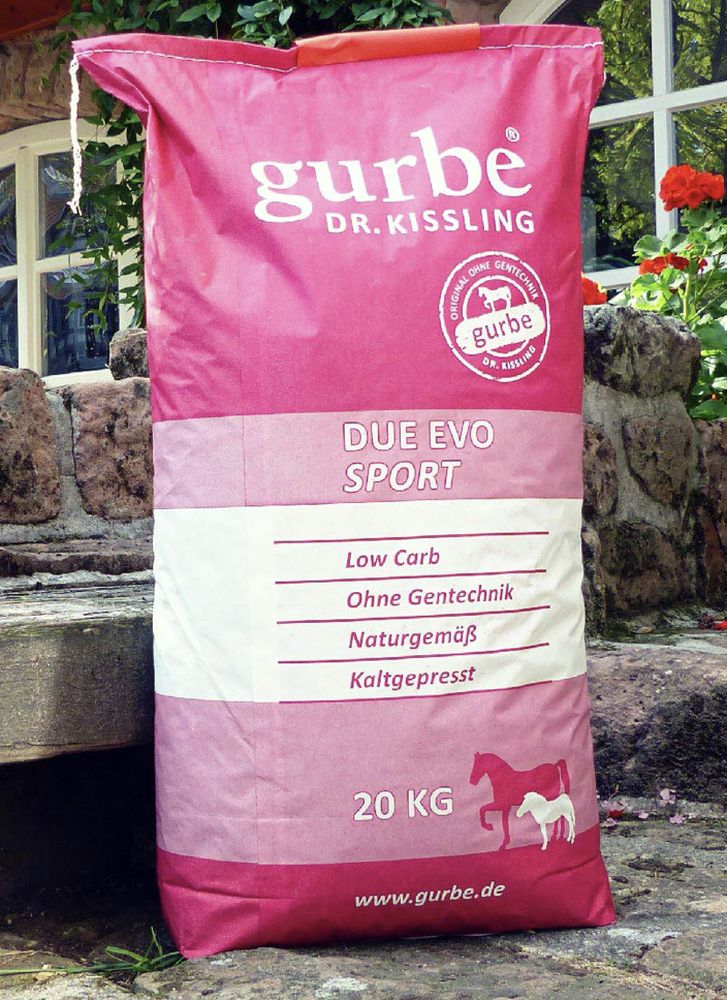 gurbe®
DR. KISSLING
ORIGINAL OHNE GENTECHNIK
gurbe
DR. KISSLING
DUE EVO
SPORT
Low Carb
Ohne Gentechnik
Naturgemäß
Kaltgepresst
20 KG
www.gurbe.de